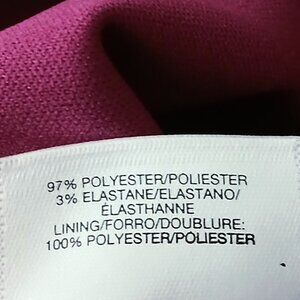 97% POLYESTER/POLIESTER
3% ELASTANE/ELASTANO/
ÉLASTHANNE
LINING/FORRO/DOUBLURE:
100% POLYESTER/POLIESTER